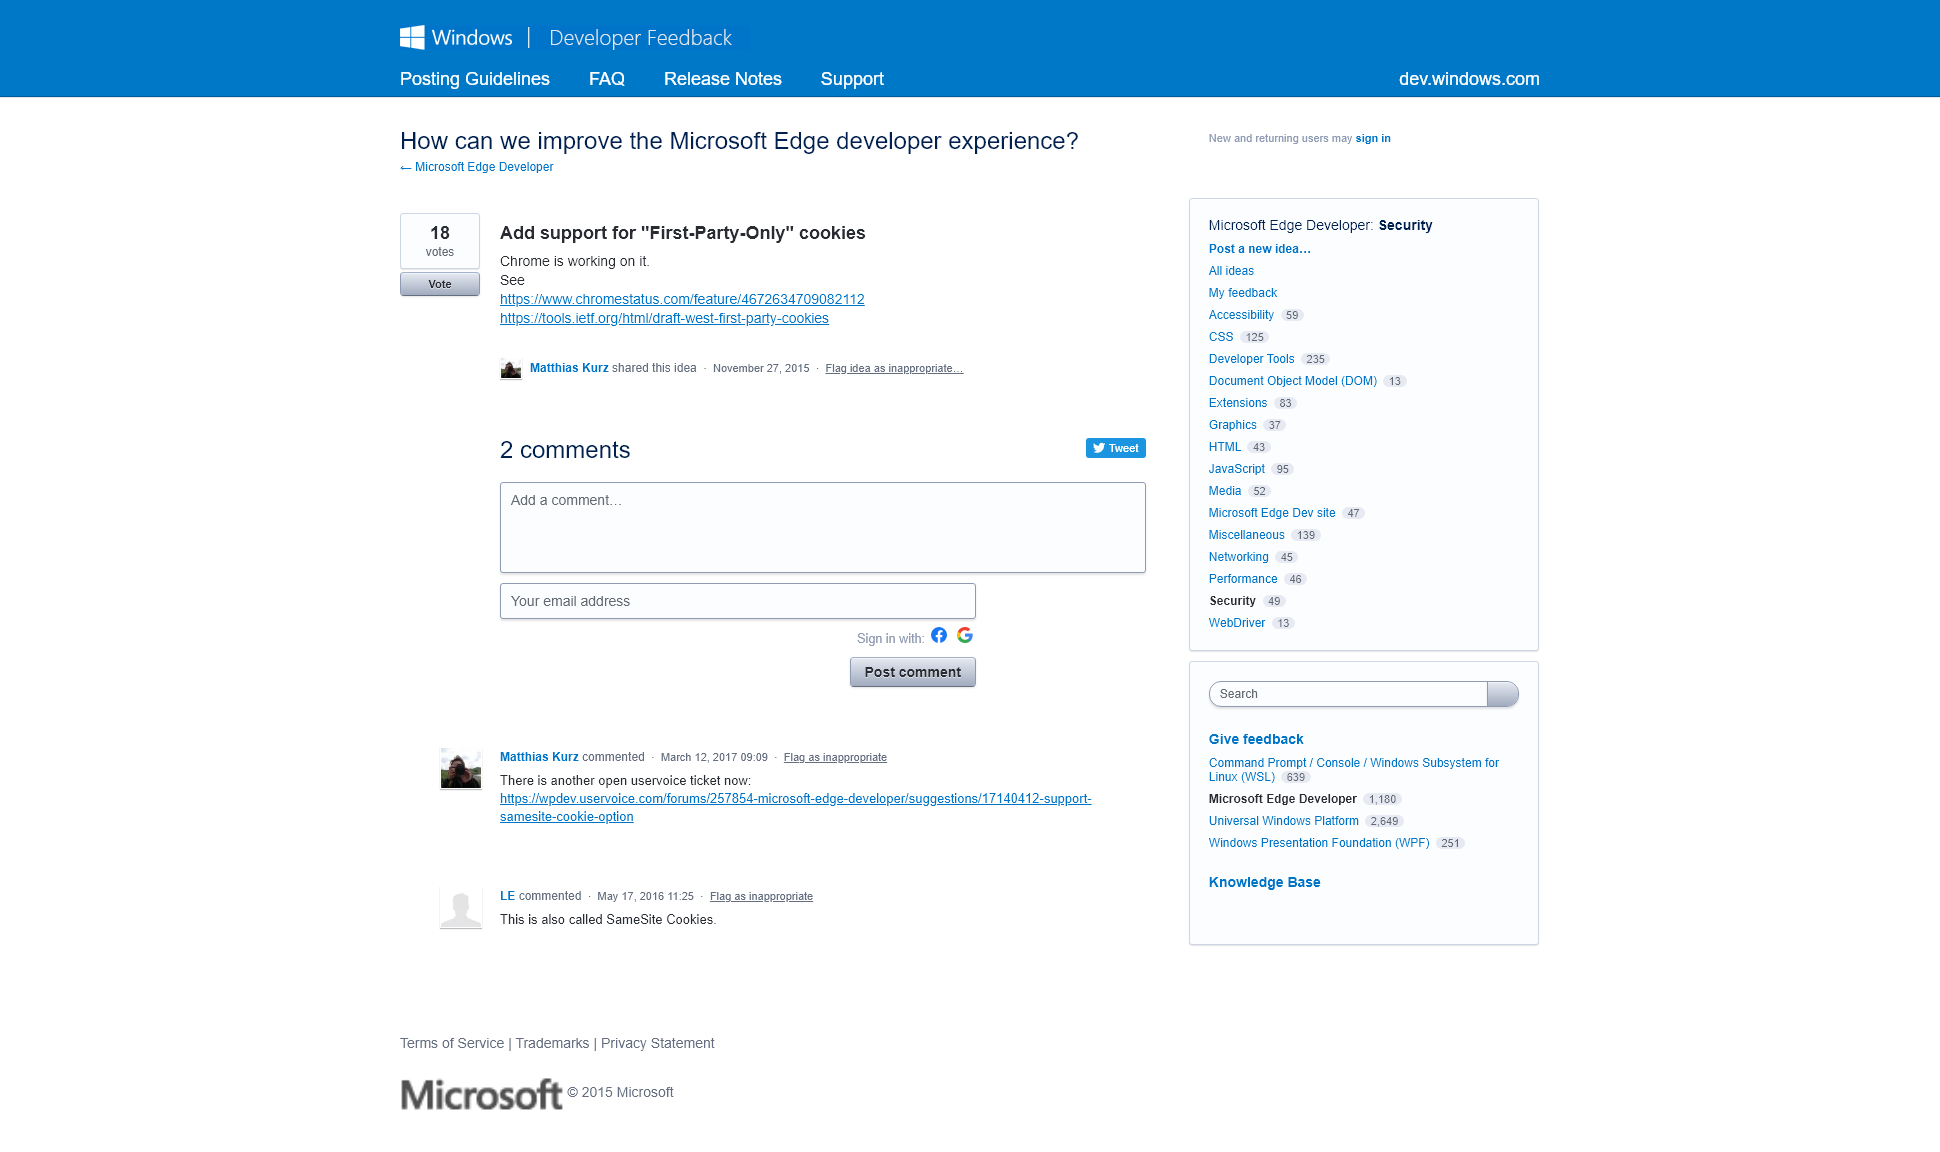 Windows | Developer Feedback
Posting Guidelines FAQ Release Notes Support dev.windows.com
How can we improve the Microsoft Edge developer experience?
← Microsoft Edge Developer
New and returning users may sign in
18
votes
Vote
Add support for "First-Party-Only" cookies
Chrome is working on it.
See
https://www.chromestatus.com/feature/4672634709082112
https://tools.ietf.org/html/draft-west-first-party-cookies
Matthias Kurz shared this idea · November 27, 2015 · Flag idea as inappropriate…
2 comments
Tweet
Add a comment…
Your email address
Sign in with:
Post comment
Matthias Kurz commented · March 12, 2017 09:09 · Flag as inappropriate
There is another open uservoice ticket now:
https://wpdev.uservoice.com/forums/257854-microsoft-edge-developer/suggestions/17140412-support-
samesite-cookie-option
LE commented · May 17, 2016 11:25 · Flag as inappropriate
This is also called SameSite Cookies.
Microsoft Edge Developer: Security
Post a new idea…
All ideas
My feedback
Accessibility 59
CSS 125
Developer Tools 235
Document Object Model (DOM) 13
Extensions 83
Graphics 37
HTML 43
JavaScript 95
Media 52
Microsoft Edge Dev site 47
Miscellaneous 139
Networking 45
Performance 46
Security 49
WebDriver 13
Search
Give feedback
Command Prompt / Console / Windows Subsystem for
Linux (WSL) 639
Microsoft Edge Developer 1,180
Universal Windows Platform 2,649
Windows Presentation Foundation (WPF) 251
Knowledge Base
Terms of Service | Trademarks | Privacy Statement
Microsoft © 2015 Microsoft